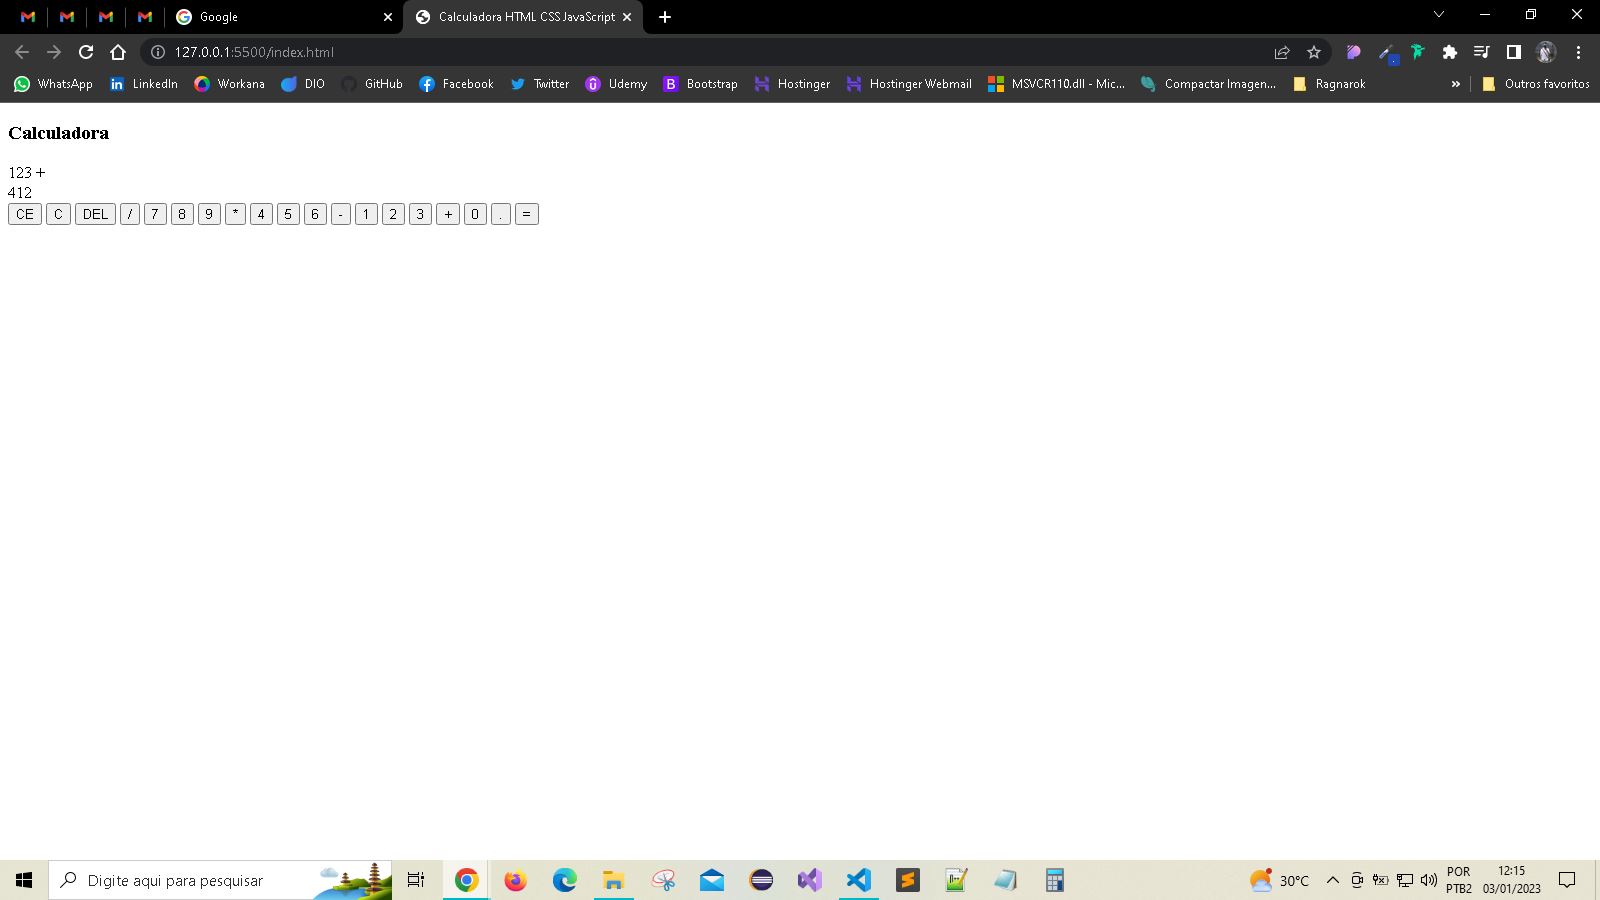 Google
Calculadora HTML CSS JavaScript
127.0.0.1:5500/index.html
WhatsApp LinkedIn Workana DIO GitHub Facebook Twitter Udemy Bootstrap Hostinger Hostinger Webmail MSVCR110.dll - Mic... Compactar Imagen... Ragnarok » Outros favoritos
Calculadora
123 +
412
CE C DEL / 7 8 9 * 4 5 6 - 1 2 3 + 0 . =
Digite aqui para pesquisar
30°C
POR
PTB2
12:15
03/01/2023